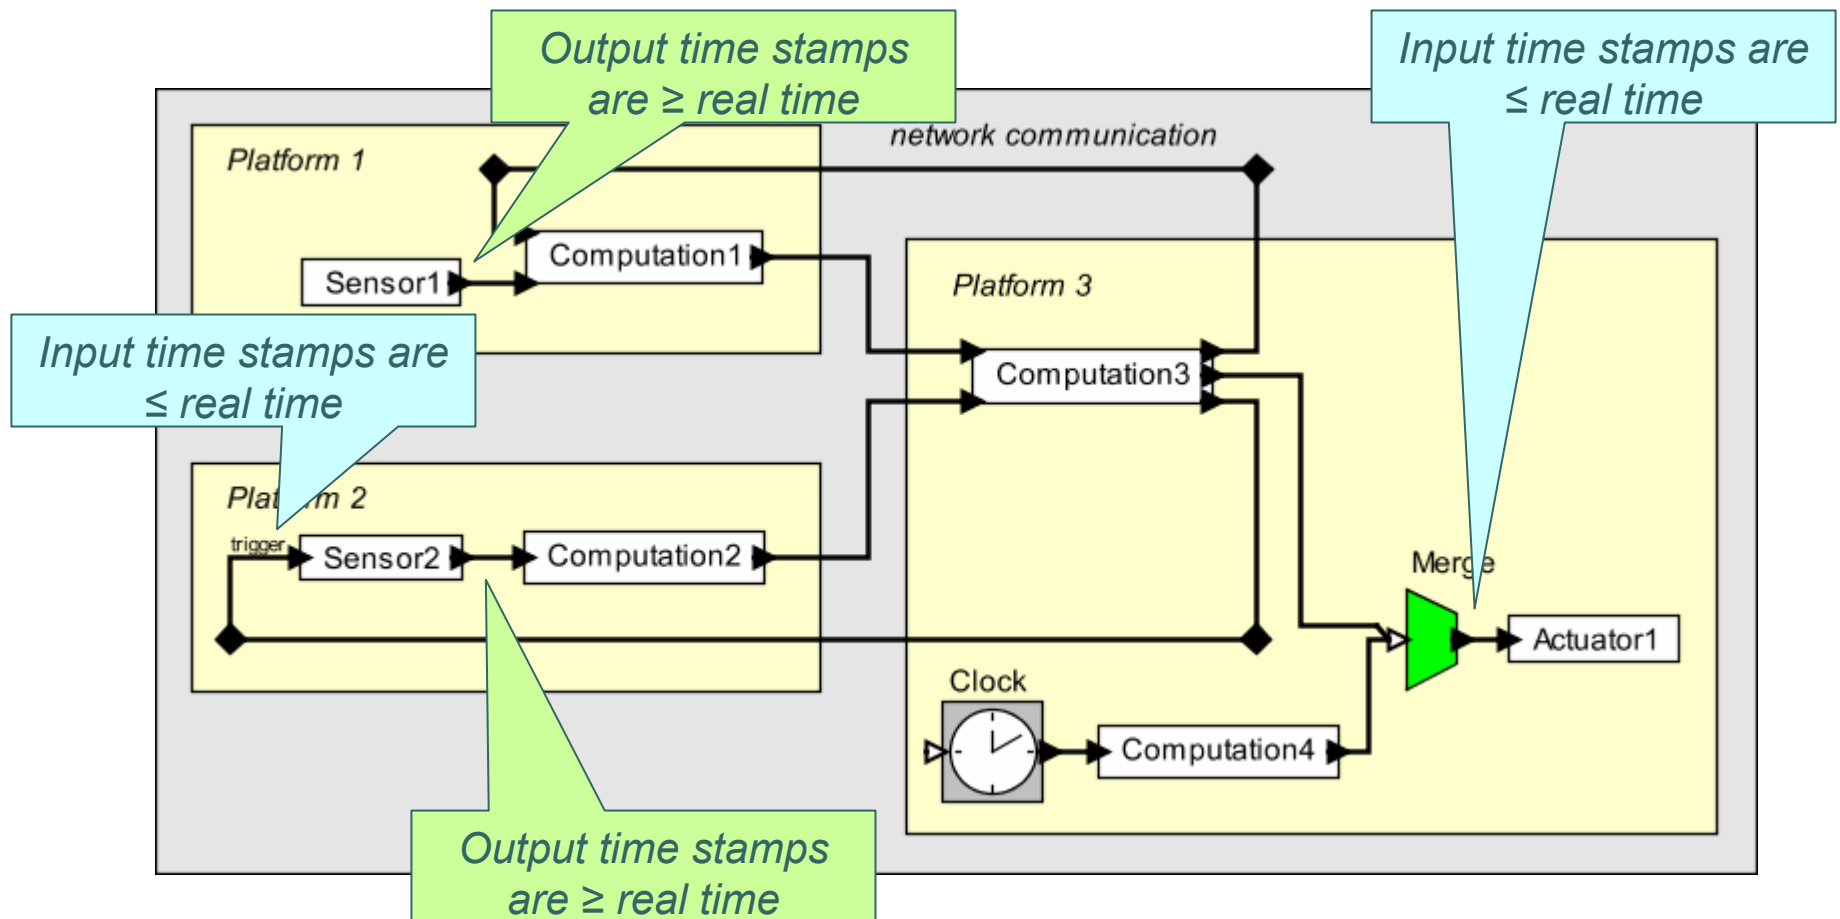 Output time stamps
are ≥ real time
Input time stamps are
≤ real time
network communication
Platform 1
Computation1
Sensor1
Platform 3
Input time stamps are
≤ real time
Computation3
Platform 2
trigger
Sensor2
Computation2
Merge
Actuator1
Clock
Computation4
Output time stamps
are ≥ real time